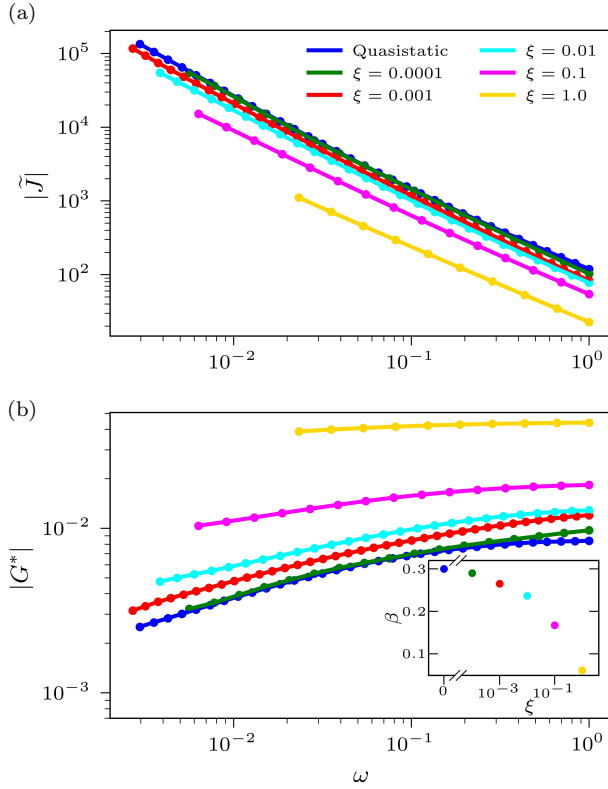 (a)
10^5
10^4
10^3
10^2
|J̃|
Quasistatic
ξ = 0.0001
ξ = 0.001
ξ = 0.01
ξ = 0.1
ξ = 1.0
10^−2 10^−1 10^0
(b)
10^−2
10^−3
|G*|
0.3
0.2
0.1
β
0 10^−3 10^−1
ξ
10^−2 10^−1 10^0
ω